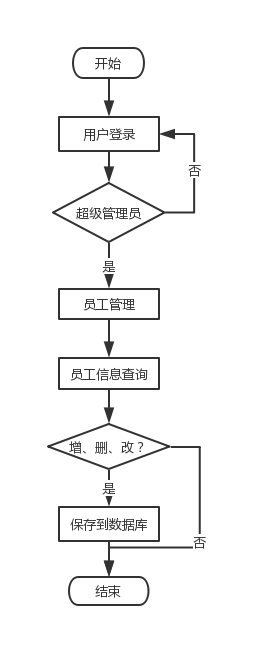 开始
用户登录
否
超级管理员
是
员工管理
员工信息查询
增、删、改？
是
保存到数据库
否
结束